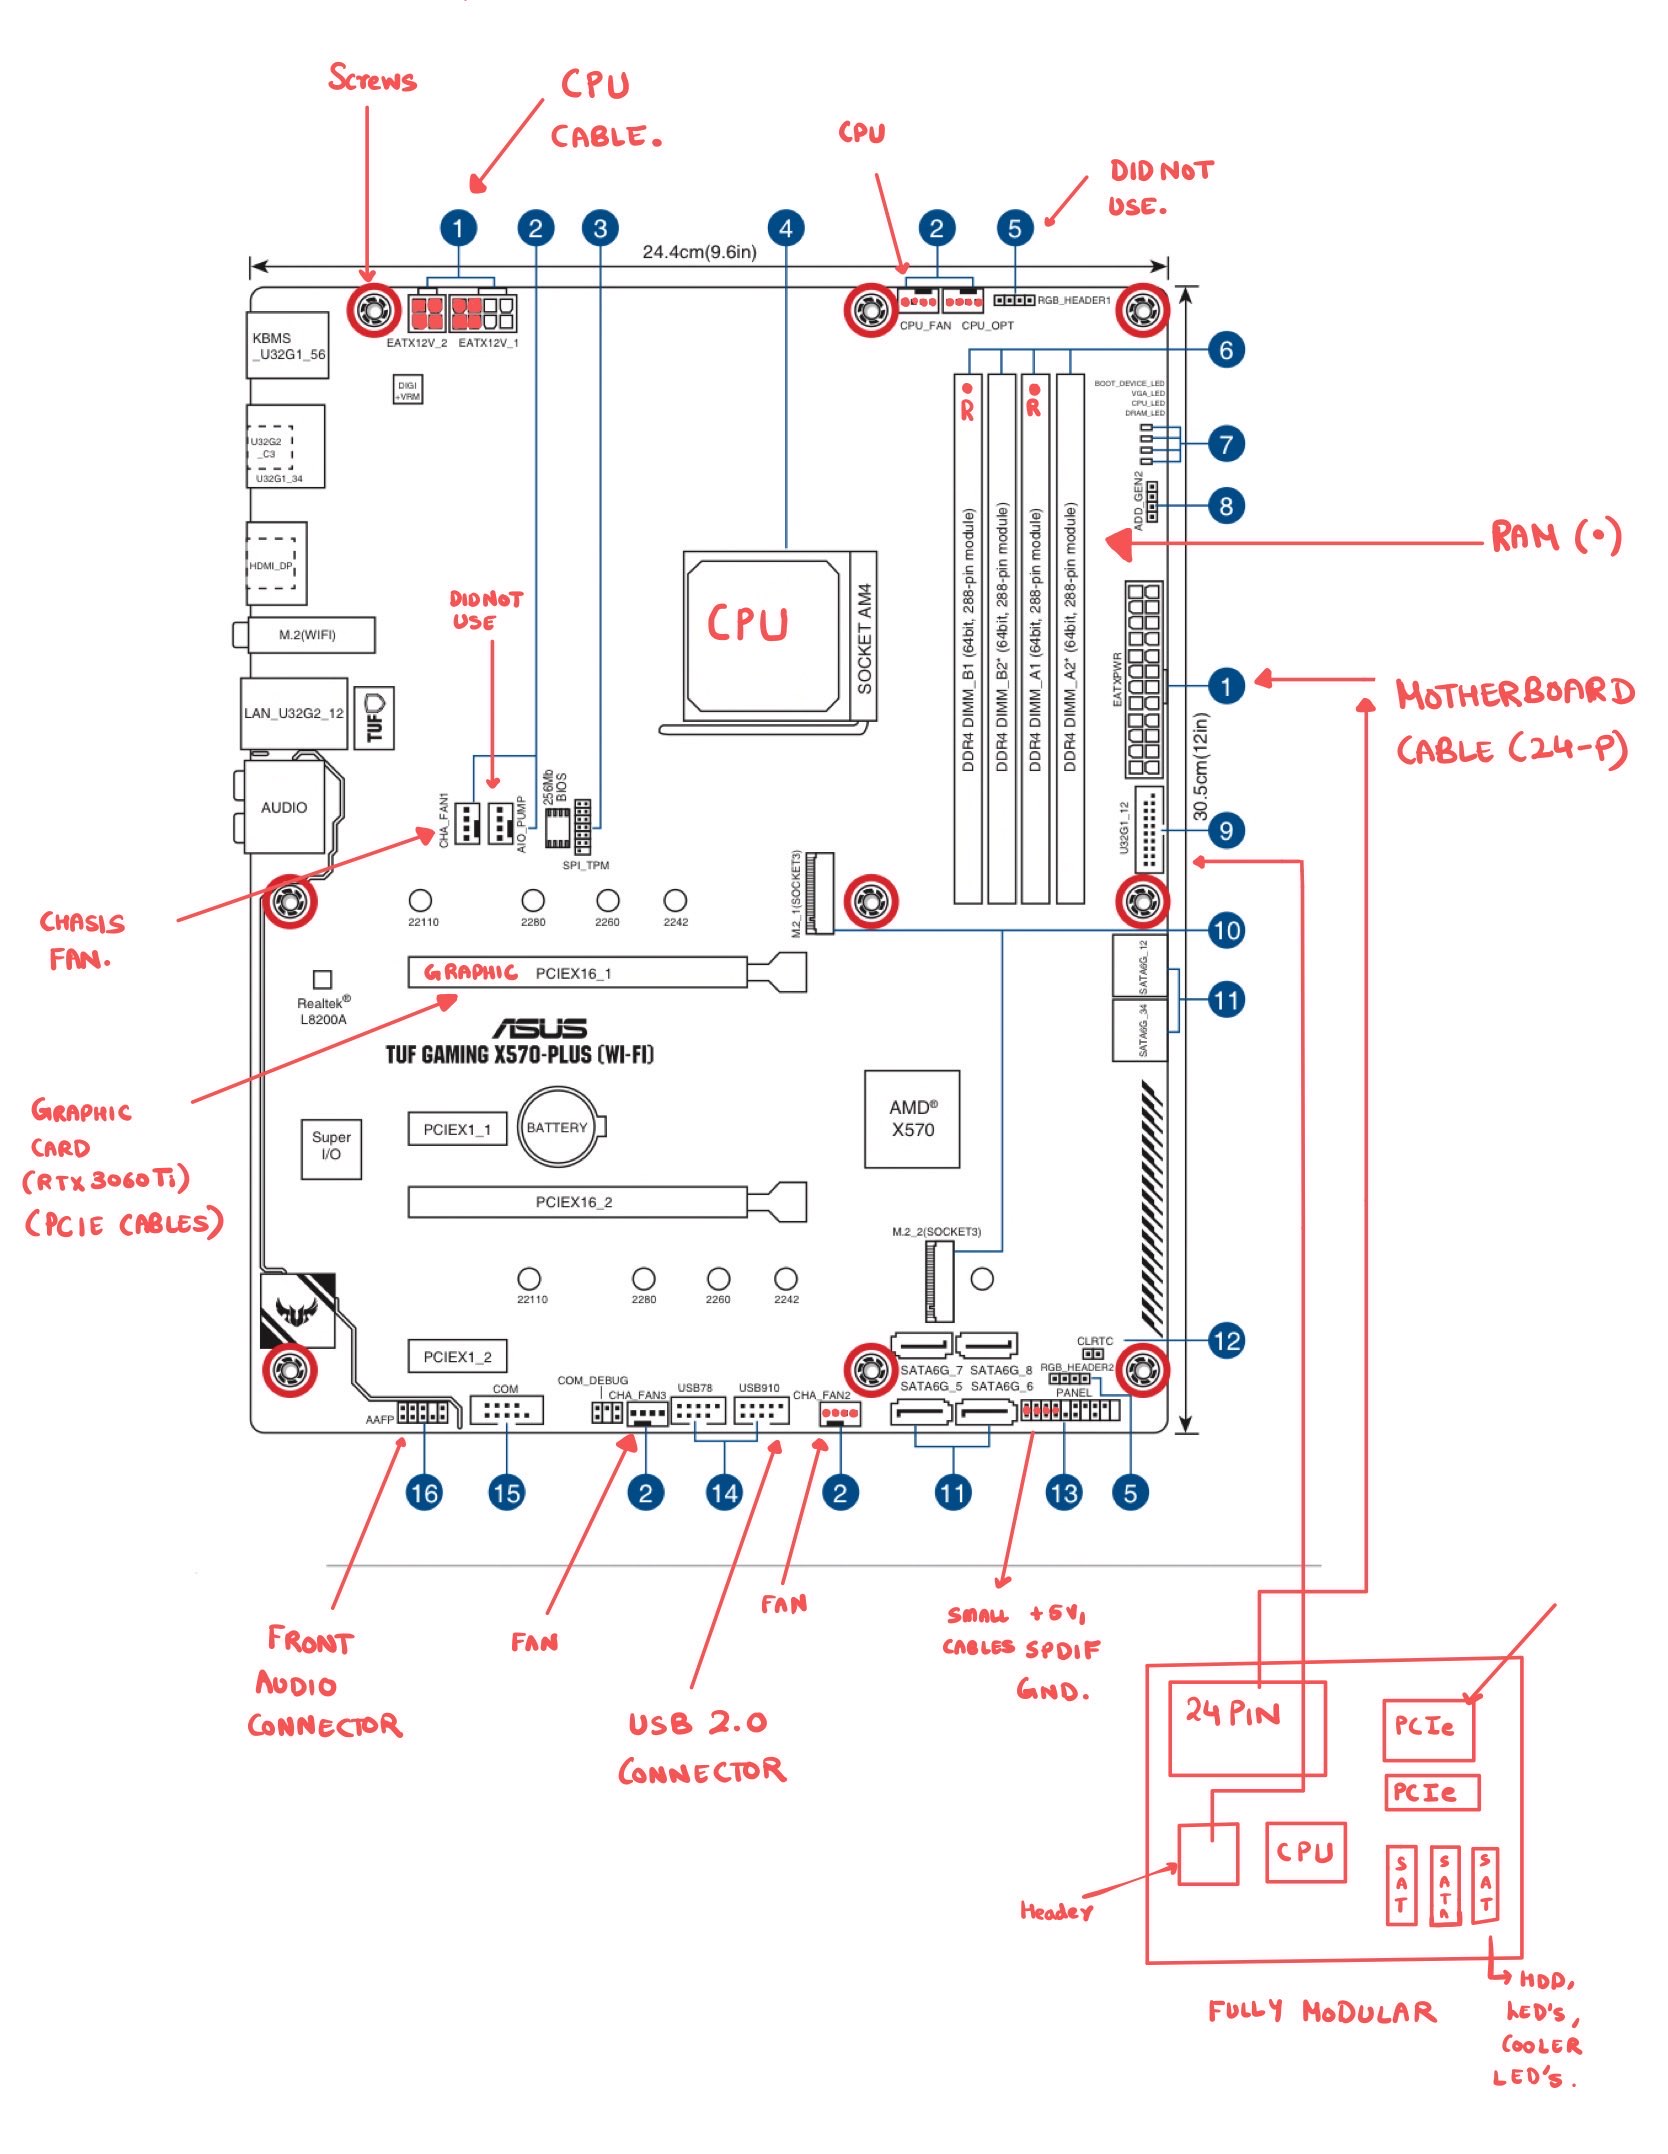 Screws
CPU
CABLE.
CPU
DID NOT
USE.
1
2
3
4
2
5
24.4cm(9.6in)
KBMS
_U32G1_56
EATX12V_2
EATX12V_1
CPU_FAN
CPU_OPT
RGB_HEADER1
6
DIGI
+VRM
R
R
BOOT_DEVICE_LED
VGA_LED
CPU_LED
DRAM_LED
7
U32G2
_C3
U32G1_34
ADD_GEN2
8
RAM (•)
HDMI_DP
DID NOT
USE
CPU
SOCKET AM4
DDR4 DIMM_B1 (64bit, 288-pin module)
DDR4 DIMM_B2* (64bit, 288-pin module)
DDR4 DIMM_A1 (64bit, 288-pin module)
DDR4 DIMM_A2* (64bit, 288-pin module)
M.2(WIFI)
EATXPWR
1
MOTHERBOARD
CABLE (24-P)
LAN_U32G2_12
TUF
30.5cm(12in)
AUDIO
CHA_FAN1
AIO_PUMP
256Mb
BIOS
SPI_TPM
U32G1_12
9
CHASIS
FAN.
22110
2280
2260
2242
M.2_1(SOCKET3)
10
GRAPHIC
PCIEX16_1
SATA6G_12
11
SATA6G_34
Realtek®
L8200A
ASUS
TUF GAMING X570-PLUS (WI-FI)
GRAPHIC
CARD
(RTX 3060Ti)
(PCIE CABLES)
Super
I/O
PCIEX1_1
BATTERY
AMD®
X570
PCIEX16_2
M.2_2(SOCKET3)
22110
2280
2260
2242
PCIEX1_2
CLRTC
12
SATA6G_7
SATA6G_8
RGB_HEADER2
SATA6G_5
SATA6G_6
PANEL
AAFP
COM
COM_DEBUG
CHA_FAN3
USB78
USB910
CHA_FAN2
16
15
2
14
2
11
13
5
FRONT
AUDIO
CONNECTOR
FAN
USB 2.0
CONNECTOR
FAN
SMALL +5V,
CABLES SPDIF
GND.
24 PIN
PCIe
PCIe
CPU
SAT
SATA
SAT
Header
FULLY MODULAR
HDD,
LED's,
COOLER
LED's.